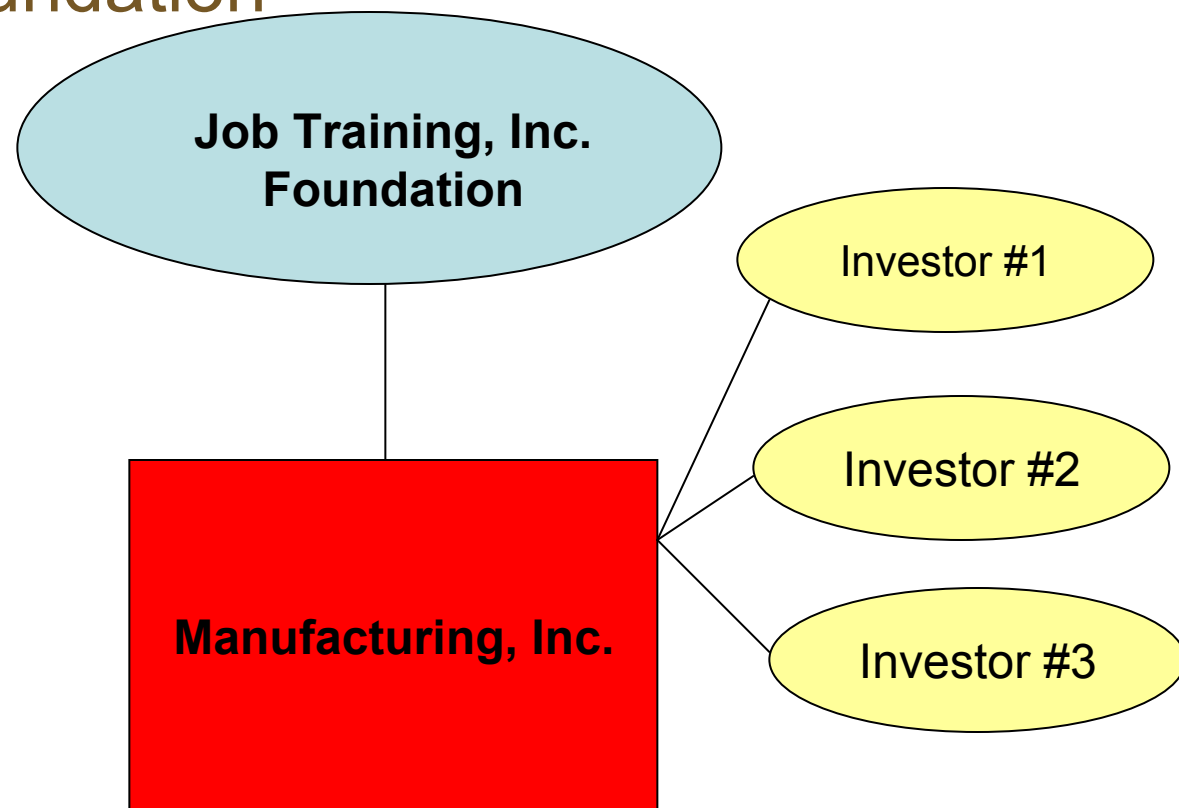 Job Training, Inc.
Foundation
Investor #1
Investor #2
Manufacturing, Inc.
Investor #3